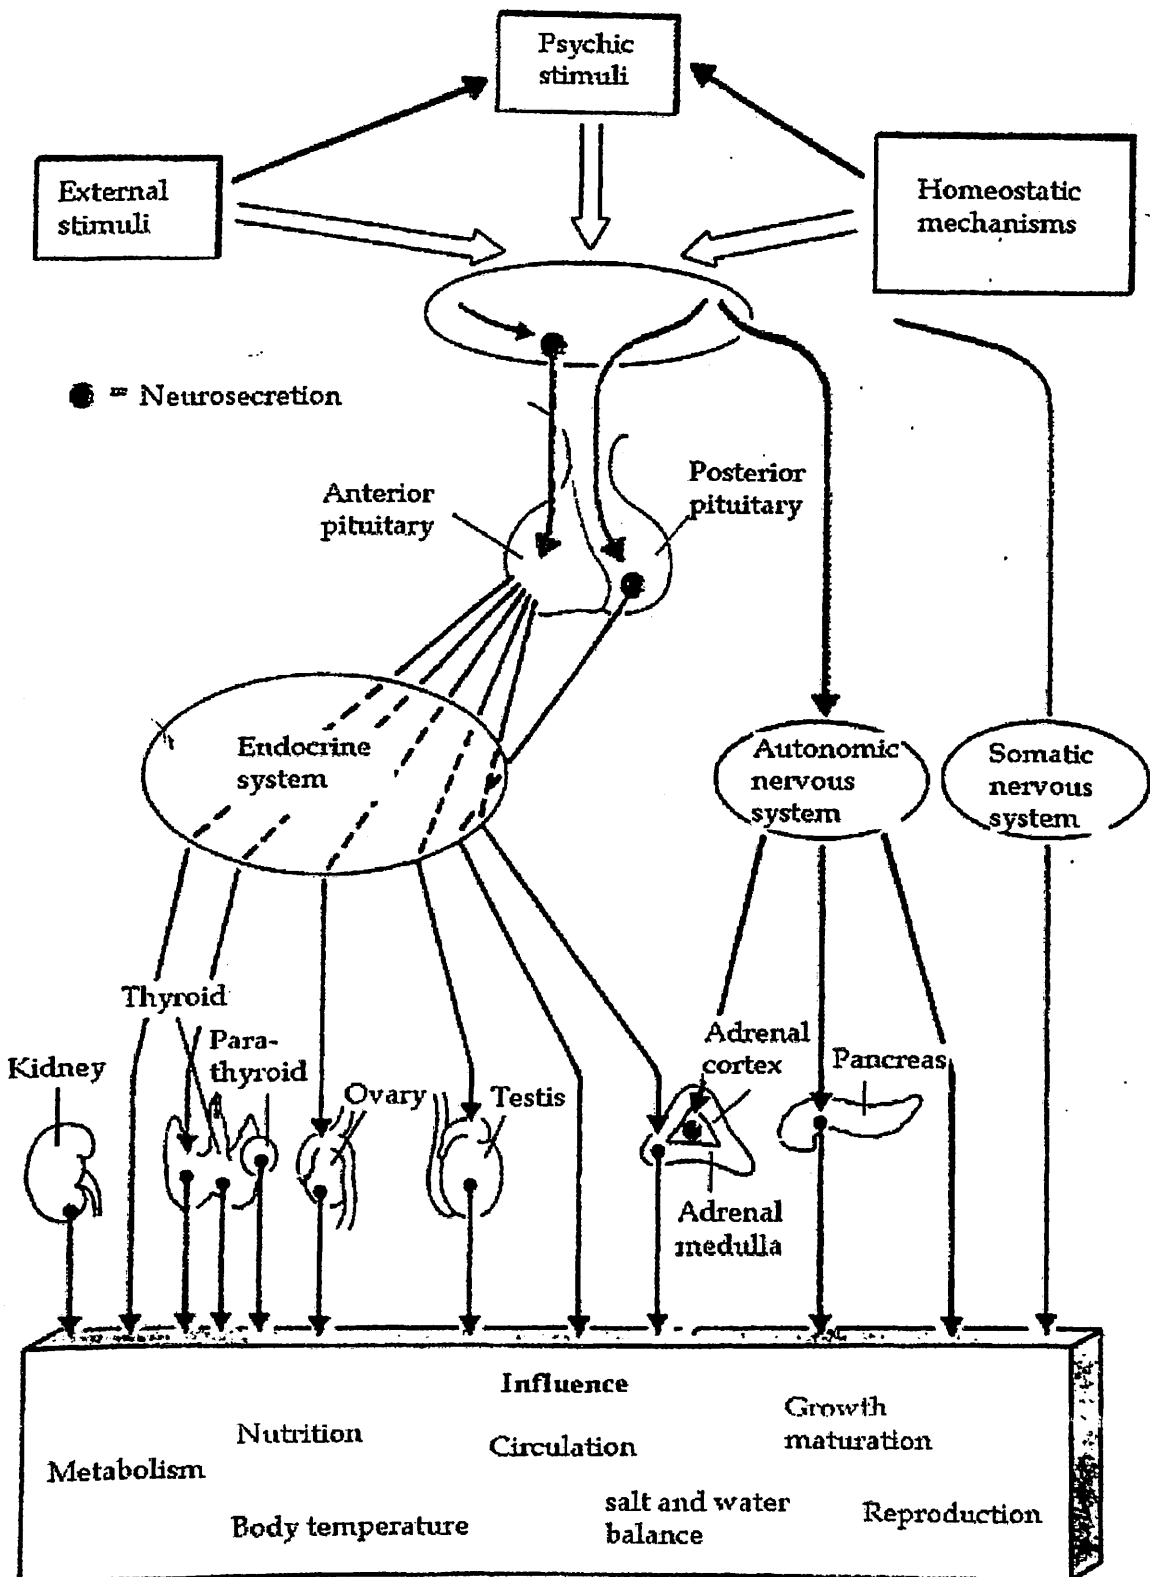 Psychic
stimuli
External
stimuli
Homeostatic
mechanisms
= Neurosecretion
Anterior
pituitary
Posterior
pituitary
Endocrine
system
Autonomic
nervous
system
Somatic
nervous
system
Thyroid
Kidney
Para-
thyroid
Ovary
Testis
Adrenal
cortex
Pancreas
Adrenal
medulla
Influence
Nutrition
Circulation
Growth
maturation
Metabolism
Body temperature
salt and water
balance
Reproduction